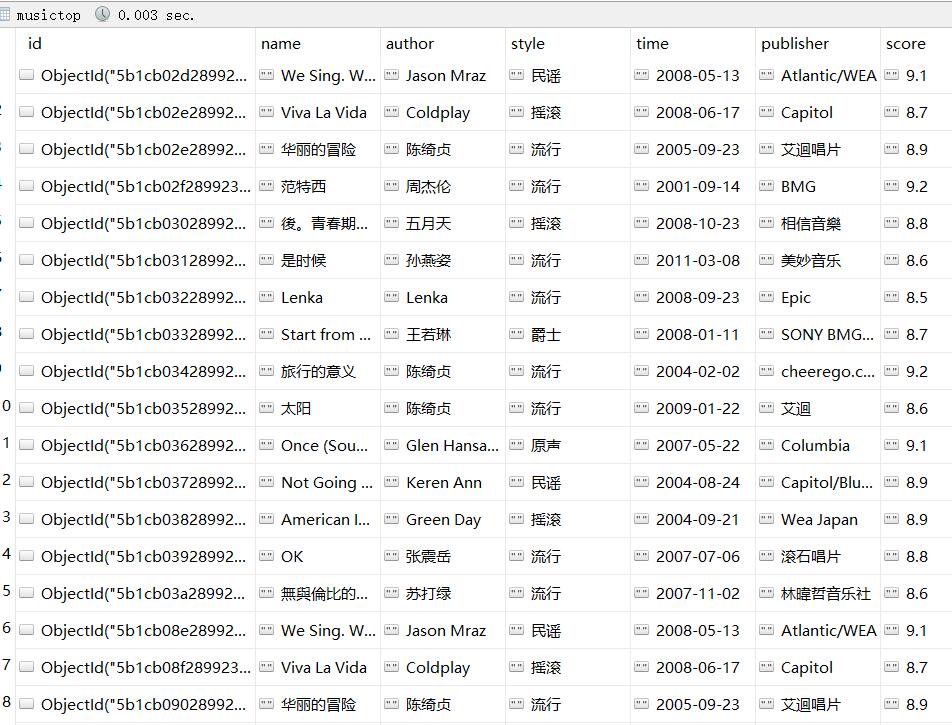 musictop 0.003 sec.
id name author style time publisher score
ObjectId("5b1cb02d28992... We Sing. W... Jason Mraz 民谣 2008-05-13 Atlantic/WEA 9.1
2 ObjectId("5b1cb02e28992... Viva La Vida Coldplay 摇滚 2008-06-17 Capitol 8.7
3 ObjectId("5b1cb02e28992... 华丽的冒险 陈绮贞 流行 2005-09-23 艾迴唱片 8.9
4 ObjectId("5b1cb02f289923... 范特西 周杰伦 流行 2001-09-14 BMG 9.2
5 ObjectId("5b1cb03028992... 後。青春期... 五月天 摇滚 2008-10-23 相信音樂 8.8
6 ObjectId("5b1cb03128992... 是时候 孙燕姿 流行 2011-03-08 美妙音乐 8.6
7 ObjectId("5b1cb03228992... Lenka Lenka 流行 2008-09-23 Epic 8.5
8 ObjectId("5b1cb03328992... Start from ... 王若琳 爵士 2008-01-11 SONY BMG... 8.7
9 ObjectId("5b1cb03428992... 旅行的意义 陈绮贞 流行 2004-02-02 cheerego.c... 9.2
0 ObjectId("5b1cb03528992... 太阳 陈绮贞 流行 2009-01-22 艾迴 8.6
1 ObjectId("5b1cb03628992... Once (Sou... Glen Hansa... 原声 2007-05-22 Columbia 9.1
2 ObjectId("5b1cb03728992... Not Going ... Keren Ann 民谣 2004-08-24 Capitol/Blu... 8.9
3 ObjectId("5b1cb03828992... American I... Green Day 摇滚 2004-09-21 Wea Japan 8.9
4 ObjectId("5b1cb03928992... OK 张震岳 流行 2007-07-06 滚石唱片 8.8
5 ObjectId("5b1cb03a28992... 無與倫比的... 苏打绿 流行 2007-11-02 林暐哲音乐社 8.6
6 ObjectId("5b1cb08e28992... We Sing. W... Jason Mraz 民谣 2008-05-13 Atlantic/WEA 9.1
7 ObjectId("5b1cb08f289923... Viva La Vida Coldplay 摇滚 2008-06-17 Capitol 8.7
8 ObjectId("5b1cb09028992... 华丽的冒险 陈绮贞 流行 2005-09-23 艾迴唱片 8.9